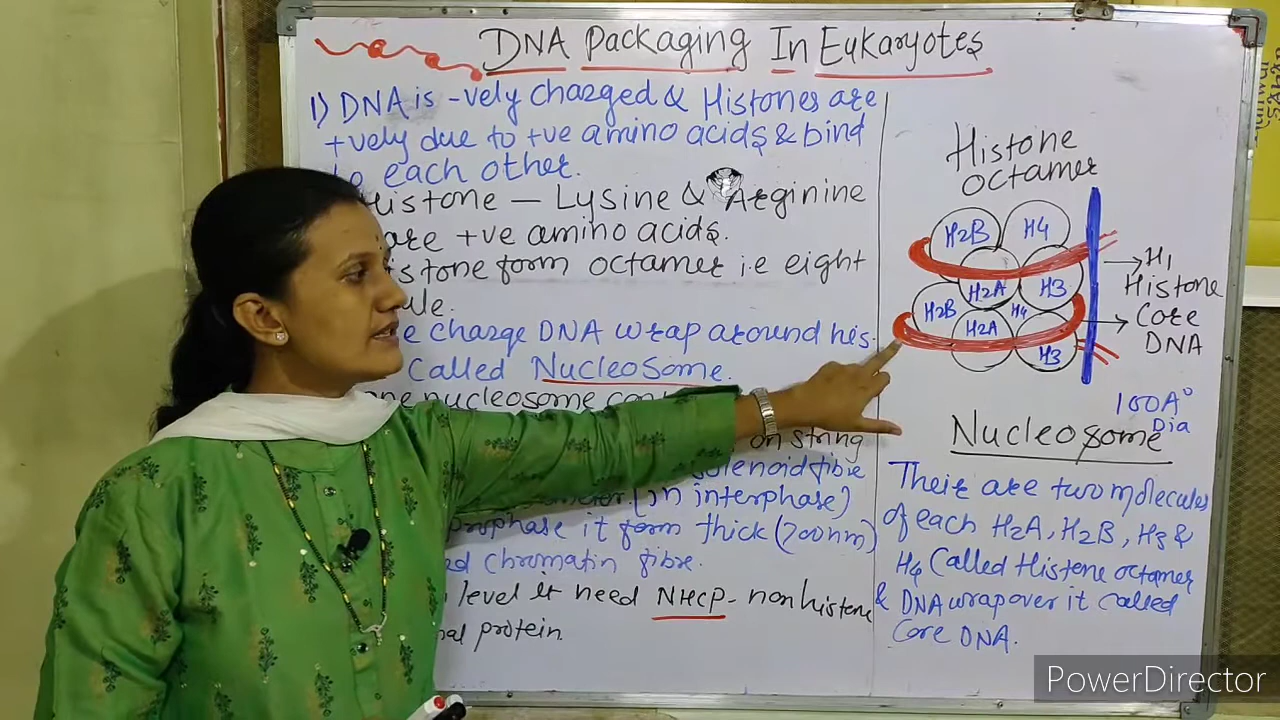 DNA Packaging In Eukaryotes
1) DNA is -vely charged & Histones are
+vely due to +ve amino acids & bind
to each other.
Histone — Lysine & Arginine
are +ve amino acids.
istone form octamer i.e eight
ule.
e charge DNA wrap around his.
Called Nucleosome.
one nucleosome con
on string
Solenoid fibre
meter (in interphase)
prophase it form thick (200nm)
ed chromatin fibre.
level It need NHCP - non histone
nal protein
Histone
Octamer
H2B
H4
H2A
H3
H2B
H2A
H4
H3
H1
Histone
Core
DNA
100A°
Dia
Nucleosome
Their are two molecules
of each H2A, H2B, H3 &
H4 Called Histone octamer
& DNA wrap over it called
Core DNA.
PowerDirector